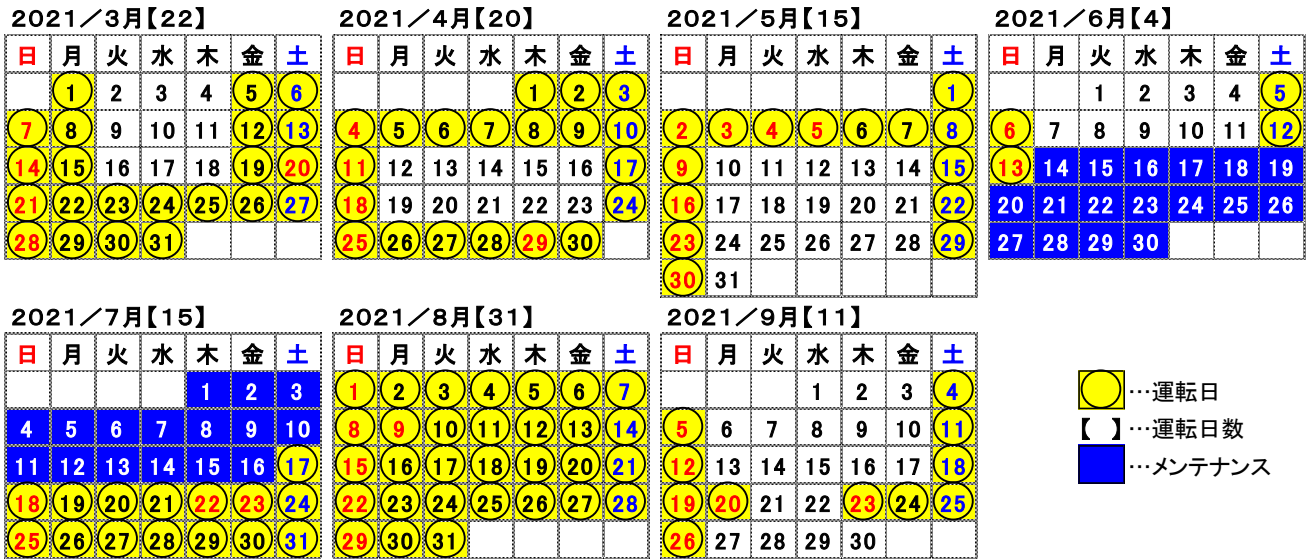 2021／3月【22】
日 月 火 水 木 金 土
1 2 3 4 5 6
7 8 9 10 11 12 13
14 15 16 17 18 19 20
21 22 23 24 25 26 27
28 29 30 31
2021／4月【20】
日 月 火 水 木 金 土
1 2 3
4 5 6 7 8 9 10
11 12 13 14 15 16 17
18 19 20 21 22 23 24
25 26 27 28 29 30
2021／5月【15】
日 月 火 水 木 金 土
1
2 3 4 5 6 7 8
9 10 11 12 13 14 15
16 17 18 19 20 21 22
23 24 25 26 27 28 29
30 31
2021／6月【4】
日 月 火 水 木 金 土
1 2 3 4 5
6 7 8 9 10 11 12
13 14 15 16 17 18 19
20 21 22 23 24 25 26
27 28 29 30
2021／7月【15】
日 月 火 水 木 金 土
1 2 3
4 5 6 7 8 9 10
11 12 13 14 15 16 17
18 19 20 21 22 23 24
25 26 27 28 29 30 31
2021／8月【31】
日 月 火 水 木 金 土
1 2 3 4 5 6 7
8 9 10 11 12 13 14
15 16 17 18 19 20 21
22 23 24 25 26 27 28
29 30 31
2021／9月【11】
日 月 火 水 木 金 土
1 2 3 4
5 6 7 8 9 10 11
12 13 14 15 16 17 18
19 20 21 22 23 24 25
26 27 28 29 30
…運転日
【 】…運転日数
…メンテナンス